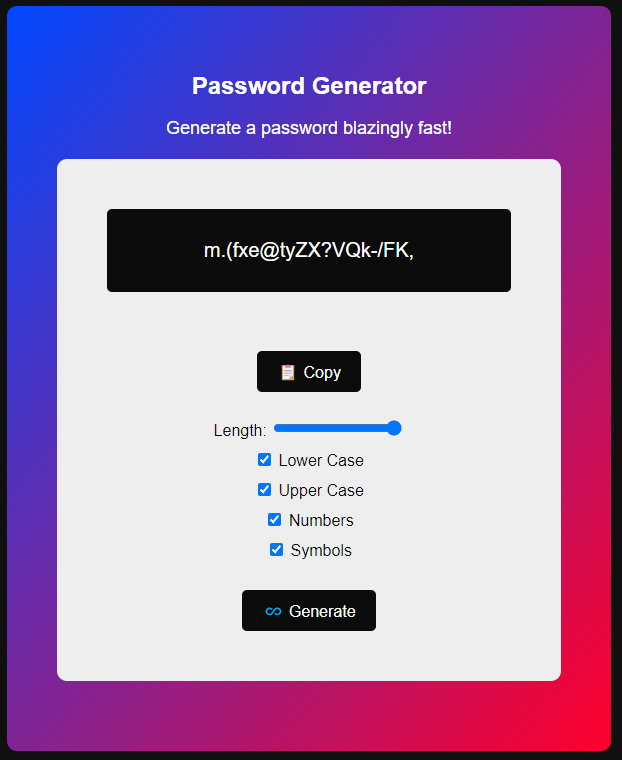 Password Generator
Generate a password blazingly fast!
m.(fxe@tyZX?VQk-/FK,
📋 Copy
Length:
Lower Case
Upper Case
Numbers
Symbols
Generate